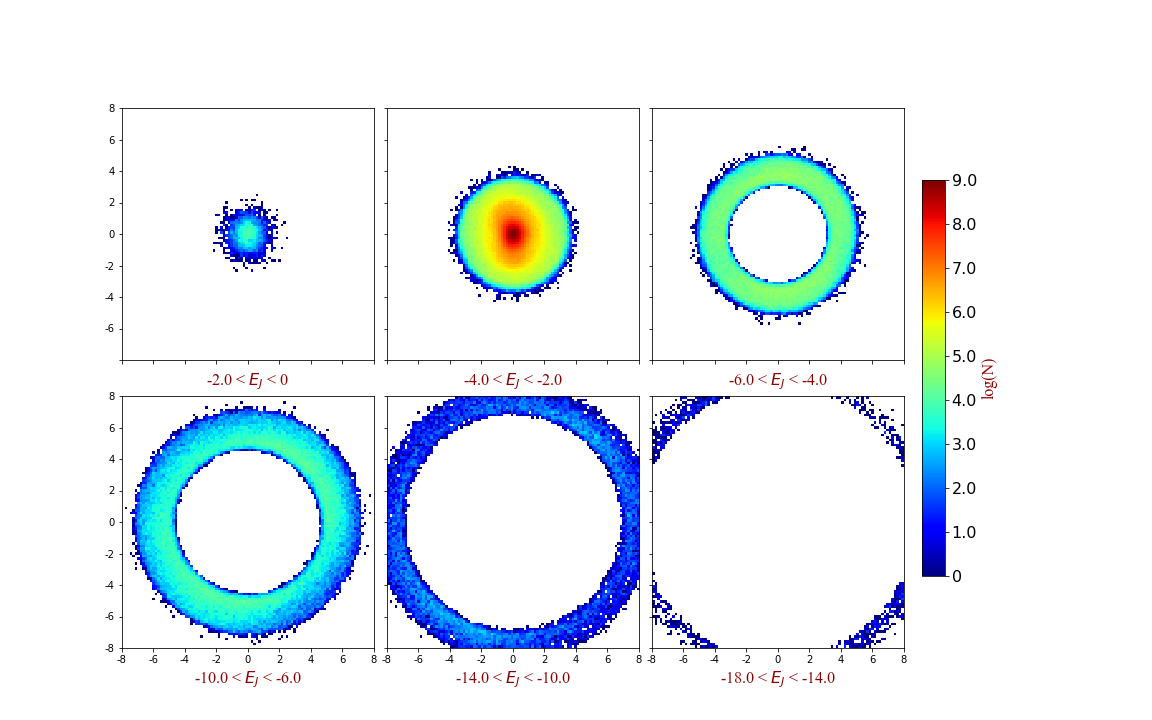 8
6
4
2
0
-2
-4
-6
-2.0 < E_J < 0
-4.0 < E_J < -2.0
-6.0 < E_J < -4.0
8
6
4
2
0
-2
-4
-6
-8
-8 -6 -4 -2 0 2 4 6 8
-10.0 < E_J < -6.0
-6 -4 -2 0 2 4 6 8
-14.0 < E_J < -10.0
-8 -6 -4 -2 0 2 4 6 8
-18.0 < E_J < -14.0
9.0
8.0
7.0
6.0
5.0
4.0
3.0
2.0
1.0
0
log(N)